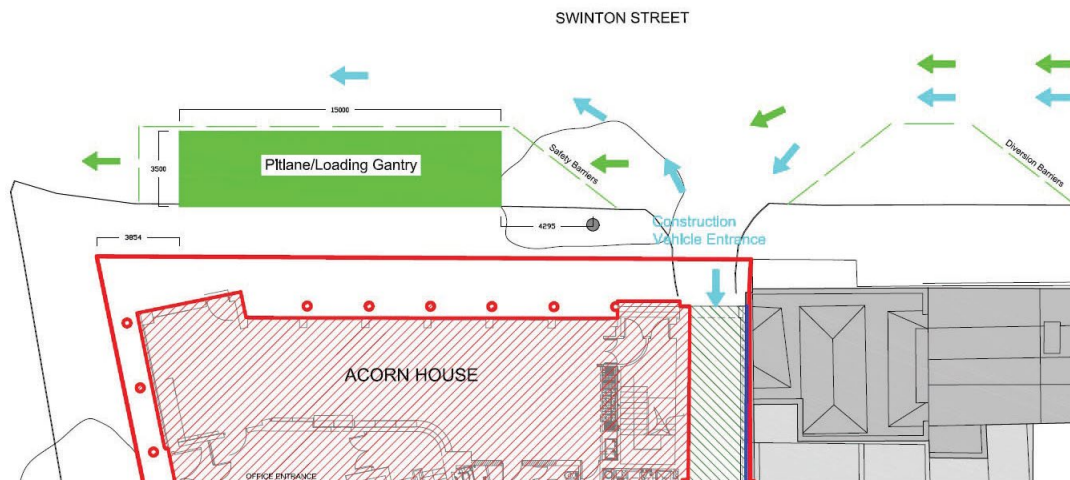 SWINTON STREET
15000
3500
Pitlane/Loading Gantry
Safety Barriers
Diversion Barriers
4295
Construction
Vehicle Entrance
3854
ACORN HOUSE
OFFICE ENTRANCE